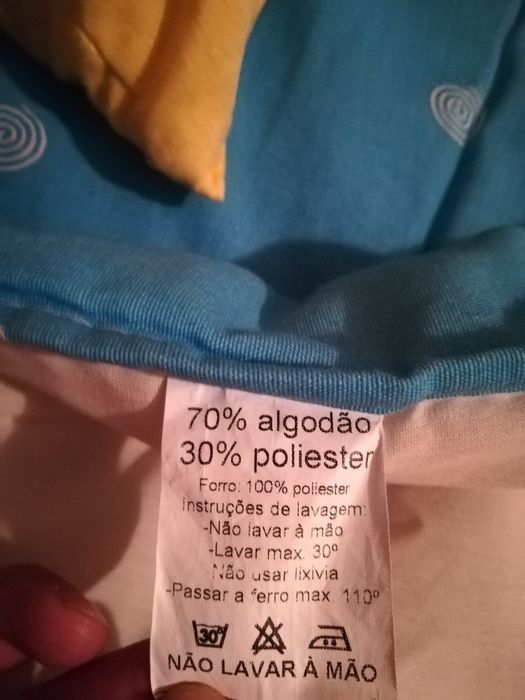 70% algodão
30% poliester
Forro: 100% poliester
Instruções de lavagem:
-Não lavar à mão
-Lavar max. 30º
-Não usar lixivia
-Passar a ferro max. 110º
30º
NÃO LAVAR À MÃO